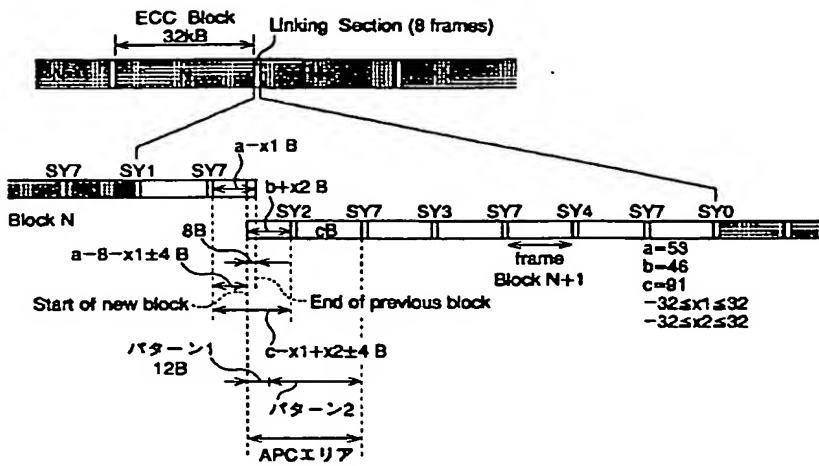 ECC Block
32kB
Linking Section (8 frames)
SY7 SY1 SY7
a−x1 B
b+x2 B
Block N
SY2 SY7 SY3 SY7 SY4 SY7 SY0
cB
8B
a−8−x1±4 B
frame
Block N+1
a=53
b=46
c=91
−32≤x1≤32
−32≤x2≤32
Start of new block
End of previous block
c−x1+x2±4 B
パターン1
12B
パターン2
APCエリア